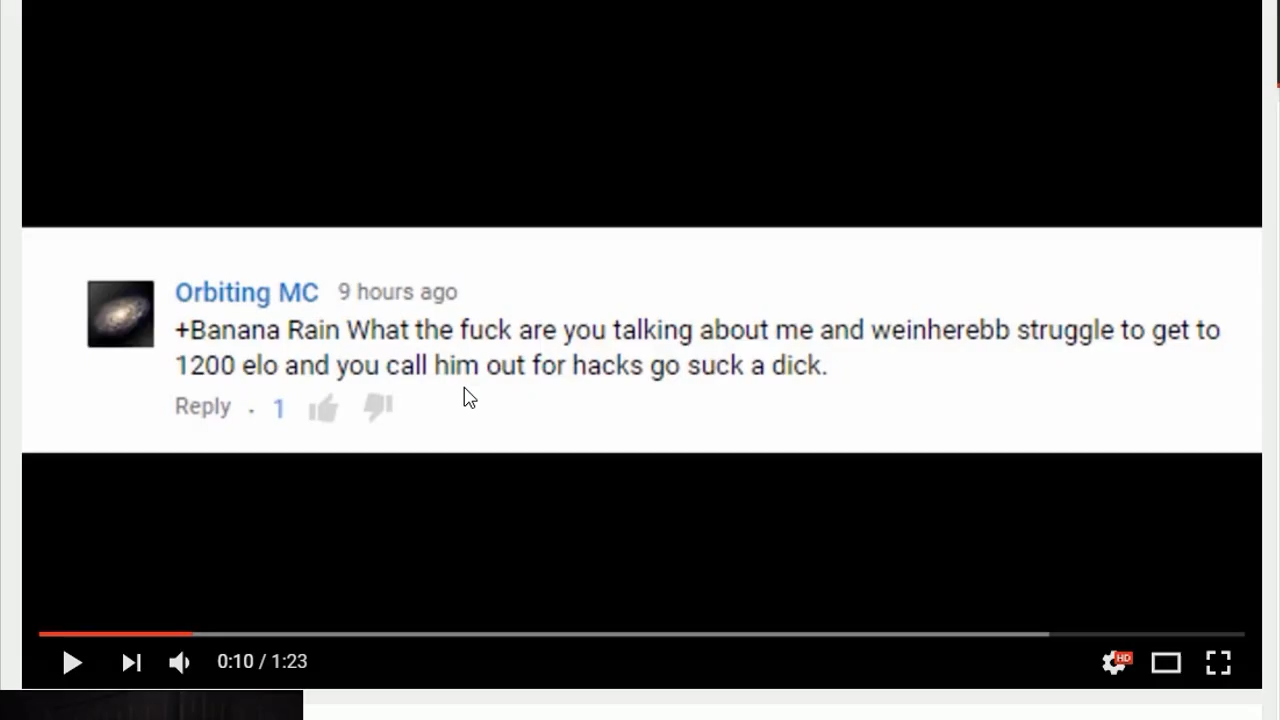 Orbiting MC 9 hours ago
+Banana Rain What the fuck are you talking about me and weinherebb struggle to get to
1200 elo and you call him out for hacks go suck a dick.
Reply . 1
0:10 / 1:23
HD